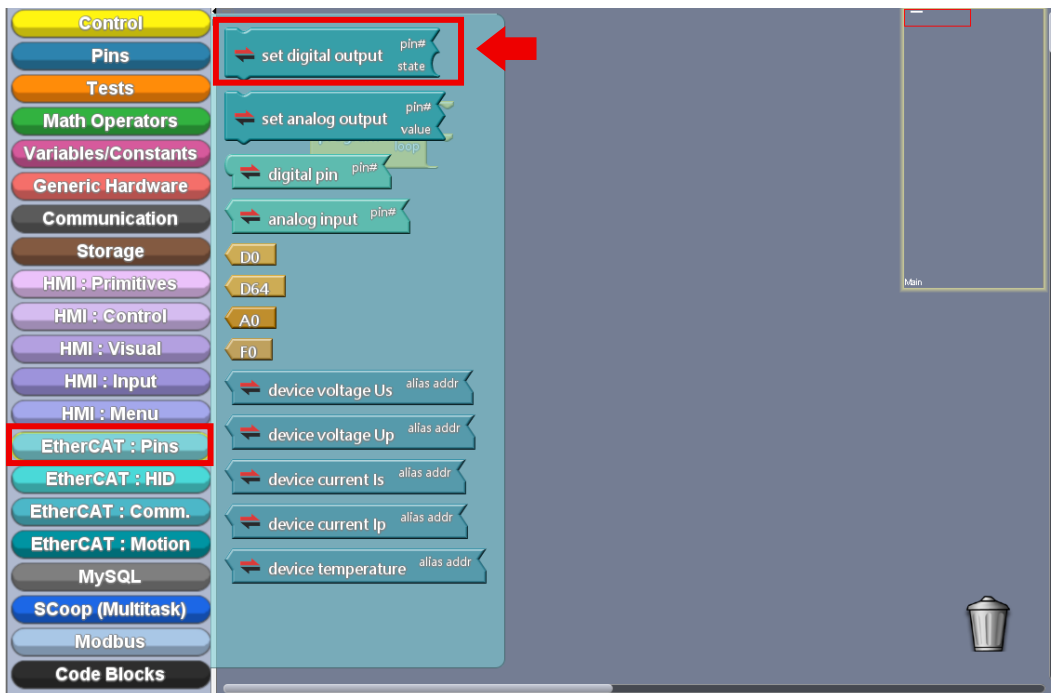 Control
Pins
Tests
Math Operators
Variables/Constants
Generic Hardware
Communication
Storage
HMI : Primitives
HMI : Control
HMI : Visual
HMI : Input
HMI : Menu
EtherCAT : Pins
EtherCAT : HID
EtherCAT : Comm.
EtherCAT : Motion
MySQL
SCoop (Multitask)
Modbus
Code Blocks
set digital output pin#
state
set analog output pin#
value
loop
digital pin pin#
analog input pin#
D0
D64
A0
F0
device voltage Us alias addr
device voltage Up alias addr
device current Is alias addr
device current Ip alias addr
device temperature alias addr
Main